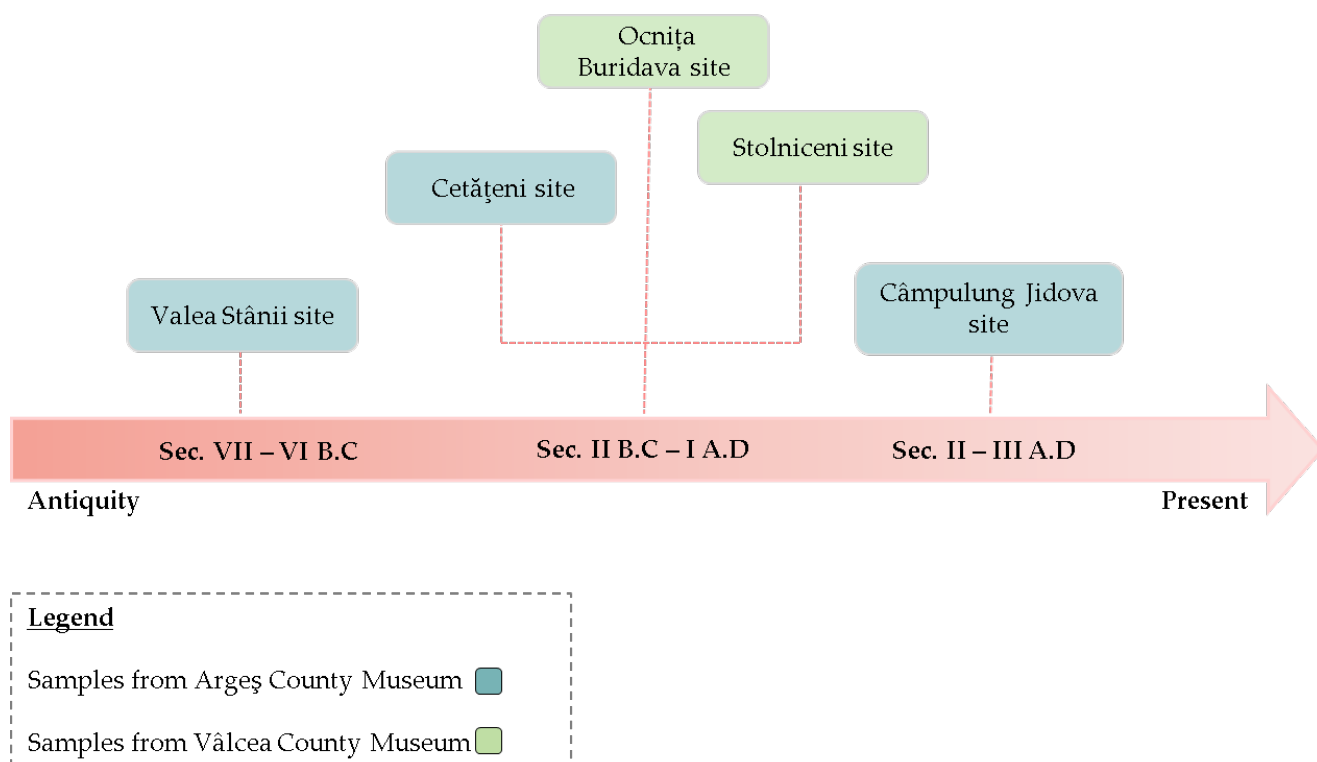 Ocnița
Buridava site
Stolniceni site
Cetăţeni site
Valea Stânii site
Câmpulung Jidova
site
Sec. VII – VI B.C
Sec. II B.C – I A.D
Sec. II – III A.D
Antiquity
Present
Legend
Samples from Argeş County Museum
Samples from Vâlcea County Museum